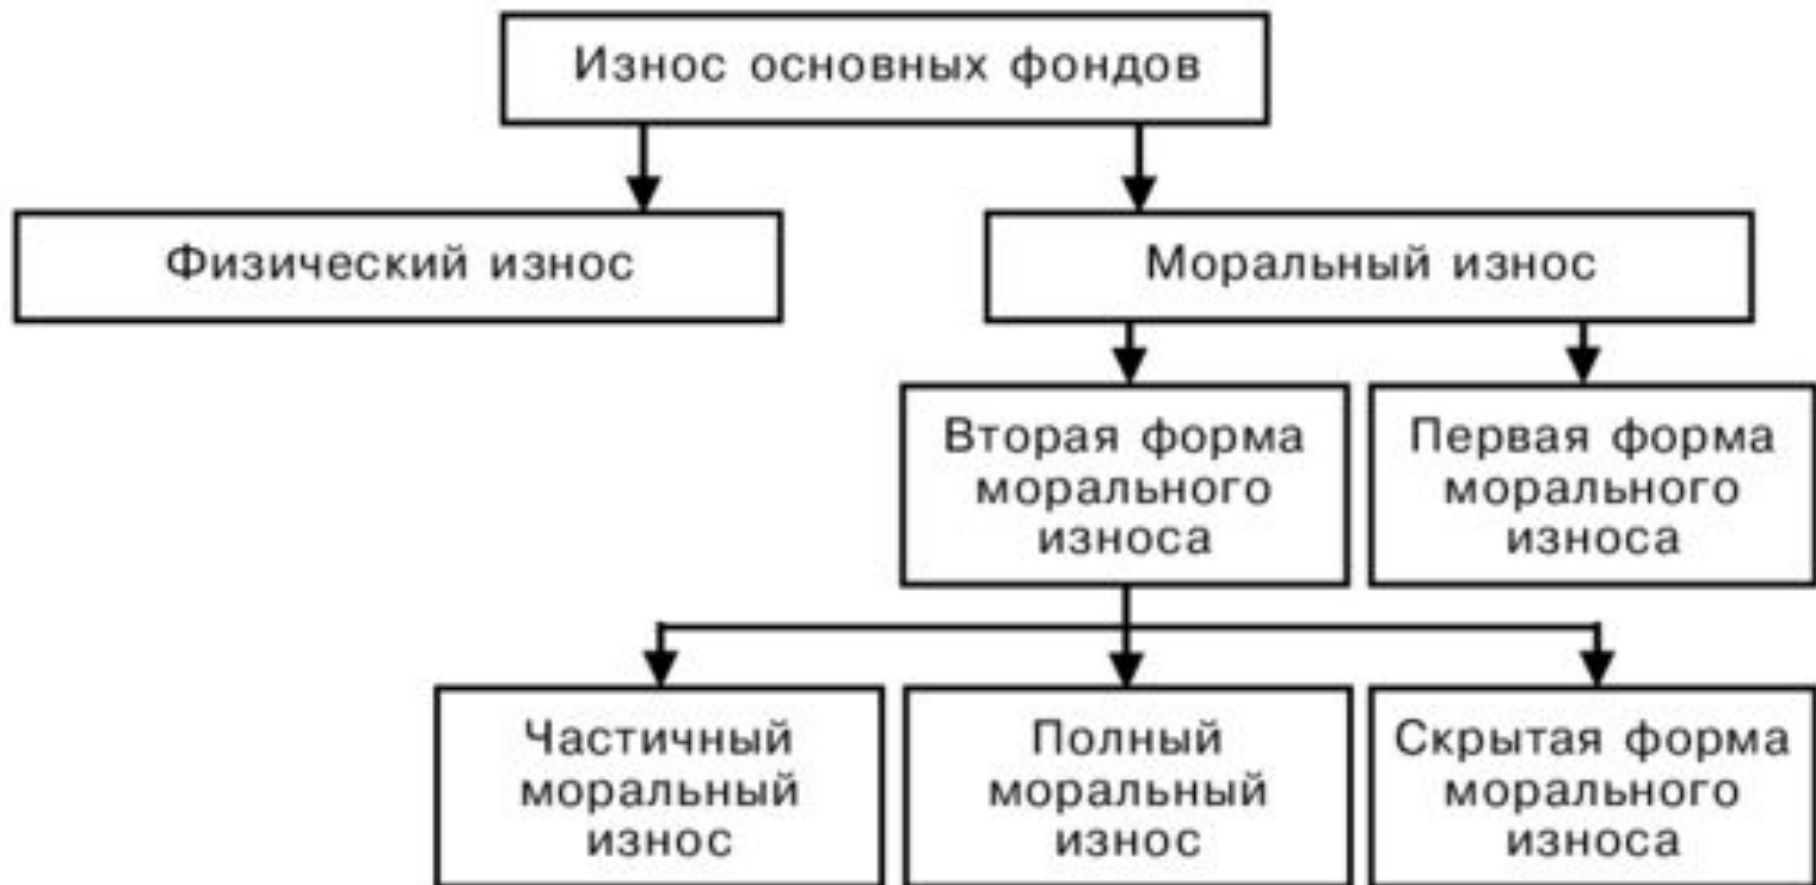 Износ основных фондов
Физический износ
Моральный износ
Вторая форма
морального
износа
Первая форма
морального
износа
Частичный
моральный
износ
Полный
моральный
износ
Скрытая форма
морального
износа